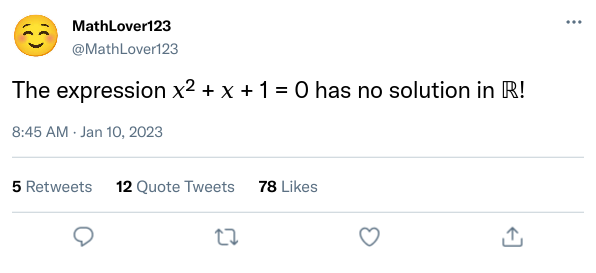 MathLover123
@MathLover123
The expression x² + x + 1 = 0 has no solution in ℝ!
8:45 AM · Jan 10, 2023
5 Retweets 12 Quote Tweets 78 Likes